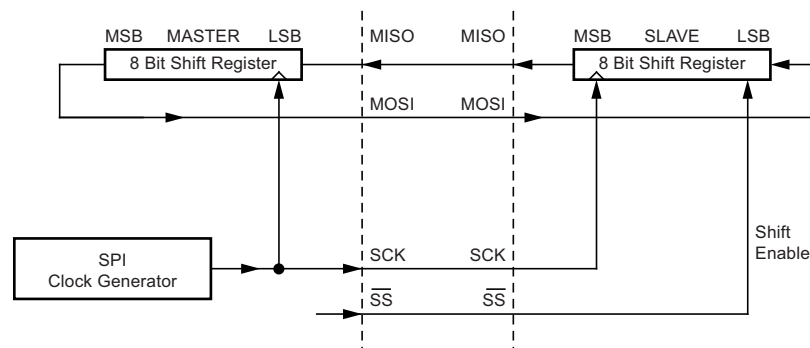 MSB MASTER LSB MISO MISO MSB SLAVE LSB
8 Bit Shift Register 8 Bit Shift Register
MOSI MOSI
SPI
Clock Generator
SCK SCK
Shift
Enable
SS SS